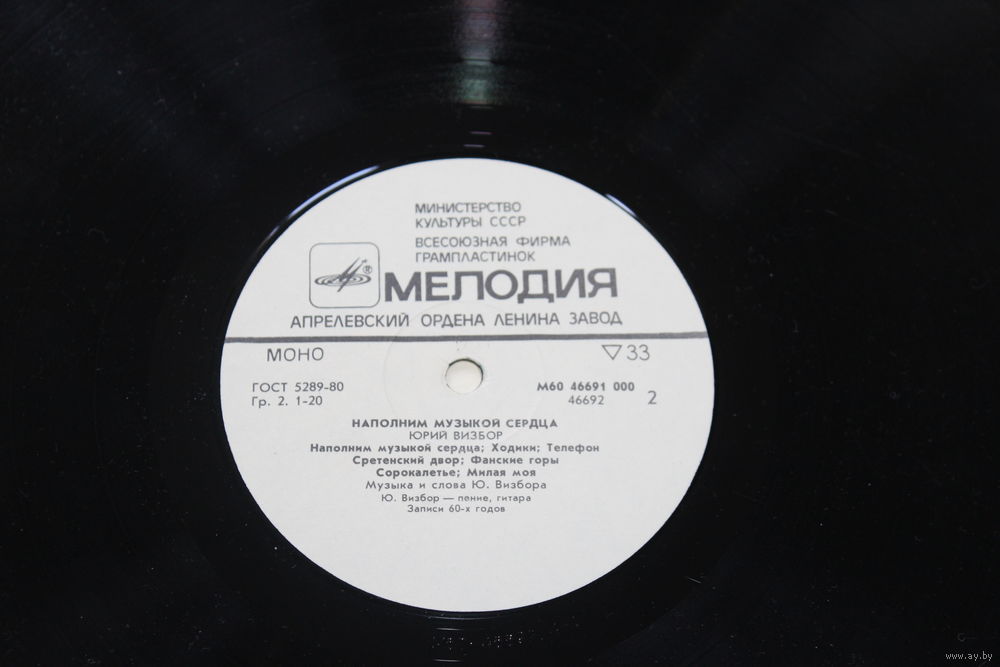 МИНИСТЕРСТВО
КУЛЬТУРЫ СССР
ВСЕСОЮЗНАЯ ФИРМА
ГРАМПЛАСТИНОК
®
МЕЛОДИЯ
АПРЕЛЕВСКИЙ ОРДЕНА ЛЕНИНА ЗАВОД
МОНО ▽33
ГОСТ 5289-80 М60 46691 000
Гр. 2. 1-20 46692 2
НАПОЛНИМ МУЗЫКОЙ СЕРДЦА
ЮРИЙ ВИЗБОР
Наполним музыкой сердца; Ходики; Телефон
Сретенский двор; Фанские горы
Сорокалетье; Милая моя
Музыка и слова Ю. Визбора
Ю. Визбор — пение, гитара
Записи 60-х годов
www.ay.by